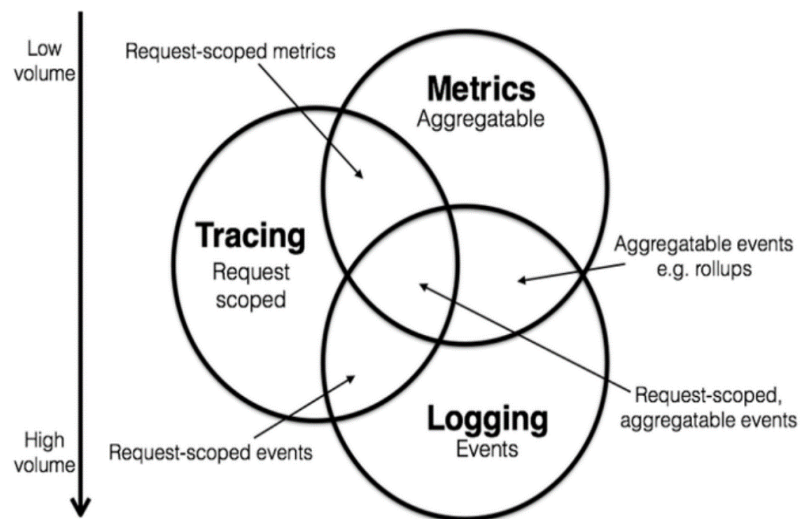 Low
volume
Request-scoped metrics
Metrics
Aggregatable
Tracing
Request
scoped
Aggregatable events
e.g. rollups
Request-scoped,
aggregatable events
Logging
Events
High
volume
Request-scoped events